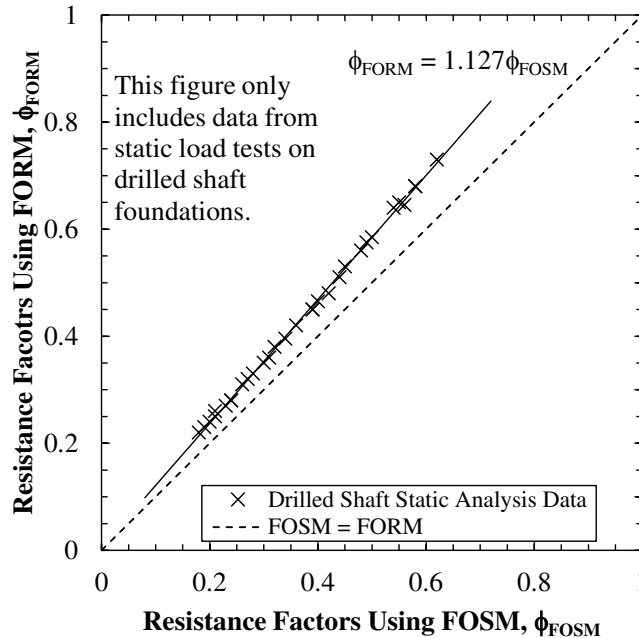 1
0.8
0.6
0.4
0.2
0
Resistance Facotrs Using FORM, ϕFORM
This figure only
includes data from
static load tests on
drilled shaft
foundations.
ϕFORM = 1.127ϕFOSM
Drilled Shaft Static Analysis Data
FOSM = FORM
0 0.2 0.4 0.6 0.8
Resistance Factors Using FOSM, ϕFOSM